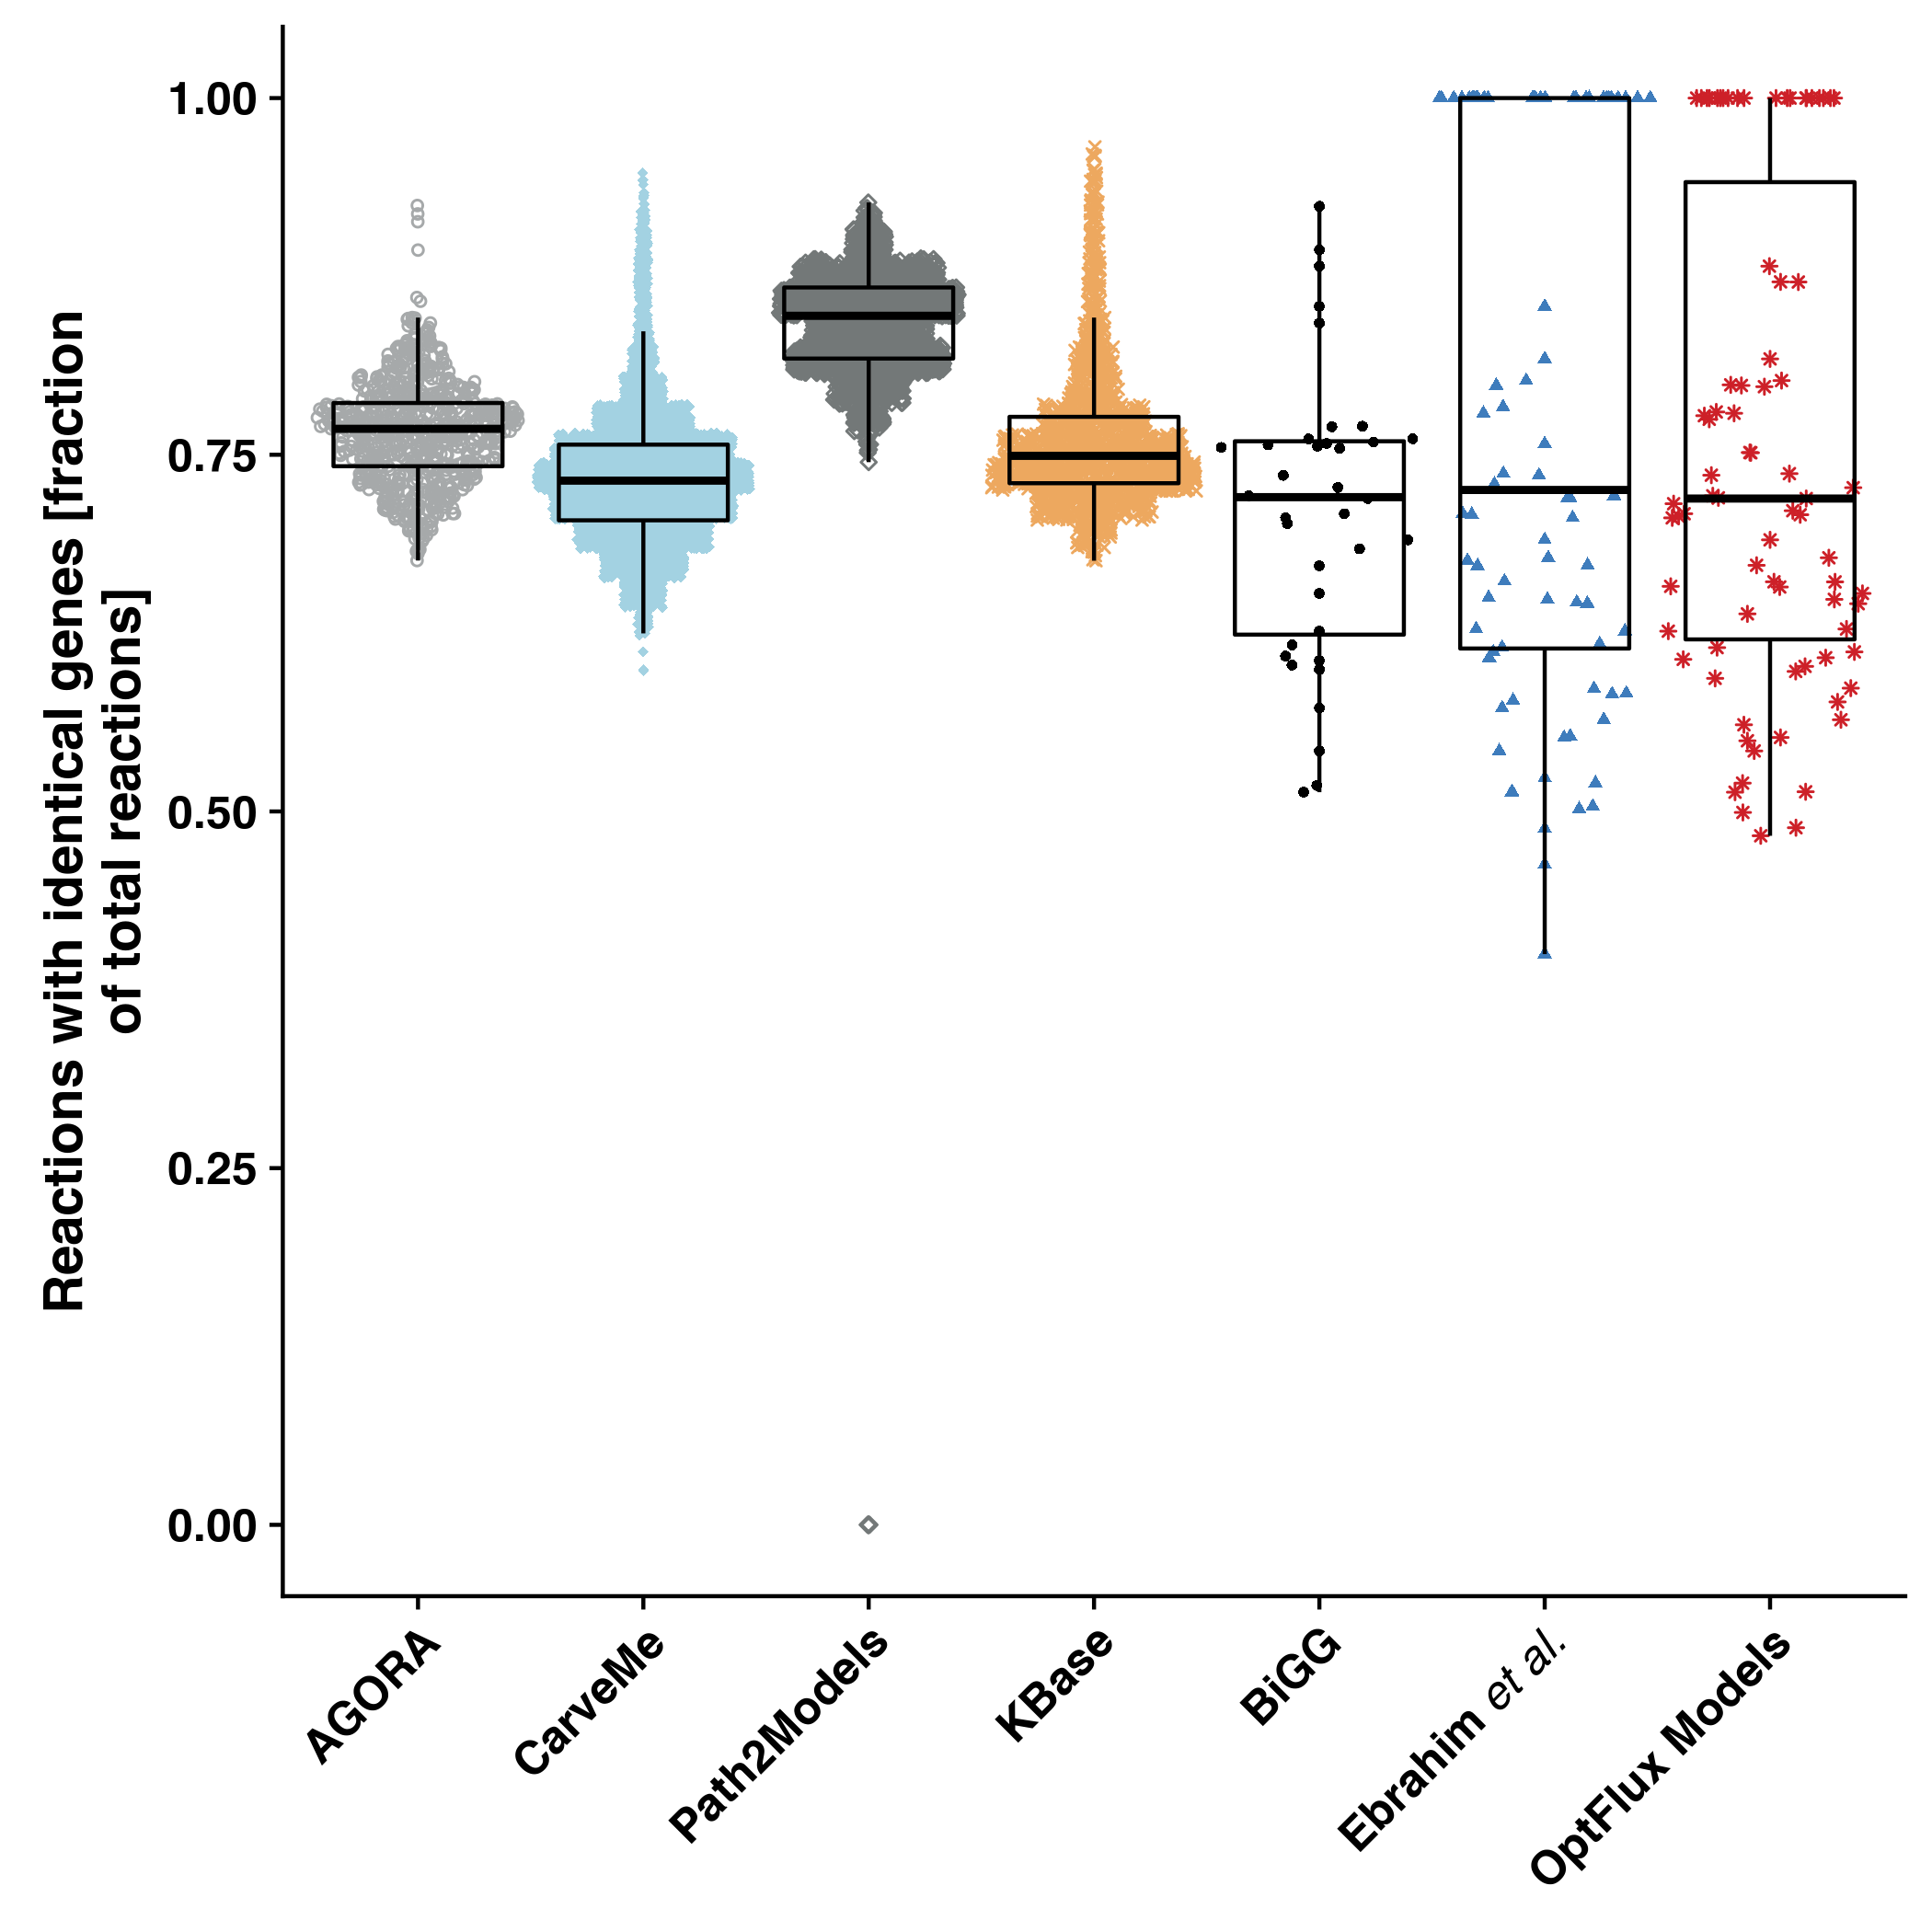 Reactions with identical genes [fraction
of total reactions]
1.00
0.75
0.50
0.25
0.00
AGORA
CarveMe
Path2Models
KBase
BiGG
Ebrahim et al.
OptFlux Models